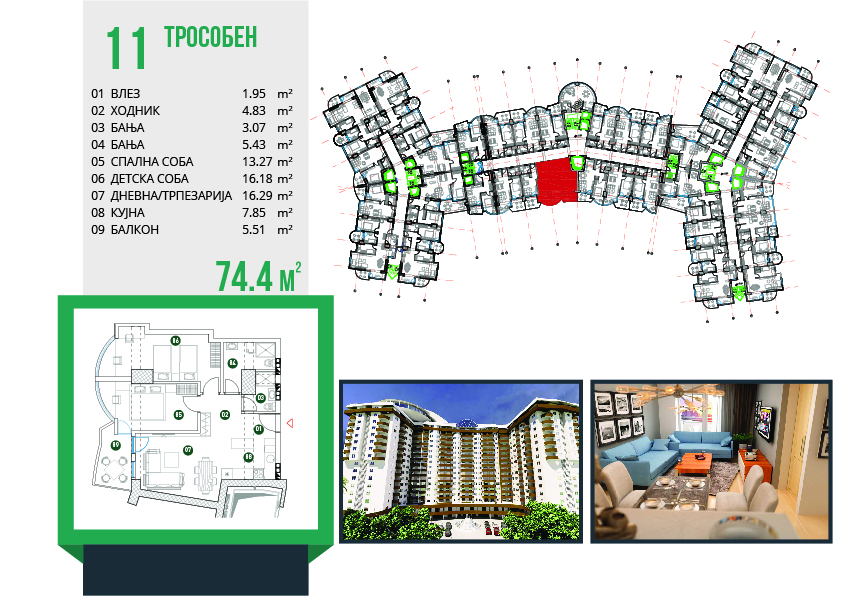 11 ТРОСОБЕН
01 ВЛЕЗ 1.95 m²
02 ХОДНИК 4.83 m²
03 БАЊА 3.07 m²
04 БАЊА 5.43 m²
05 СПАЛНА СОБА 13.27 m²
06 ДЕТСКА СОБА 16.18 m²
07 ДНЕВНА/ТРПЕЗАРИЈА 16.29 m²
08 КУЈНА 7.85 m²
09 БАЛКОН 5.51 m²
74.4 м²
06
04
03
05
02
01
09
07
08